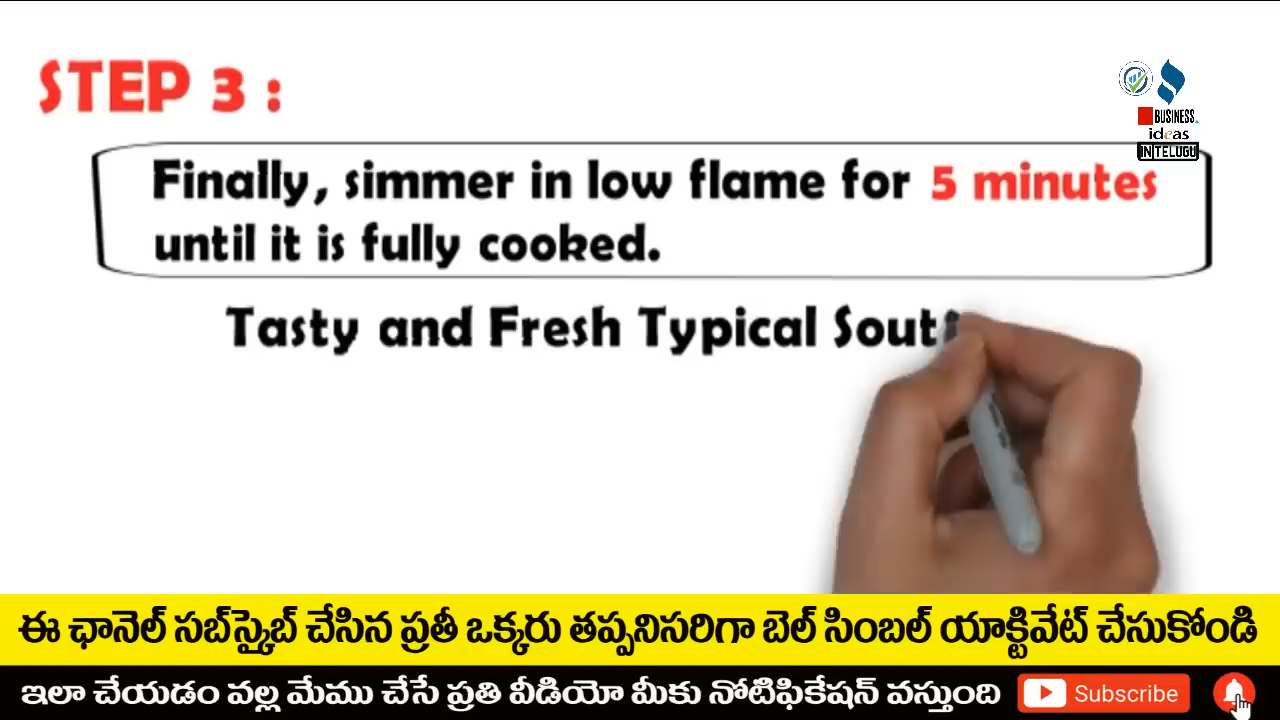 STEP 3 :
BUSINESS.
ideas
IN TELUGU
Finally, simmer in low flame for 5 minutes
until it is fully cooked.
Tasty and Fresh Typical Sout
ఈ ఛానెల్ సబ్‌స్క్రైబ్ చేసిన ప్రతీ ఒక్కరు తప్పనిసరిగా బెల్ సింబల్ యాక్టివేట్ చేసుకోండి
ఇలా చేయడం వల్ల మేము చేసే ప్రతి వీడియో మీకు నోటిఫికేషన్ వస్తుంది
Subscribe